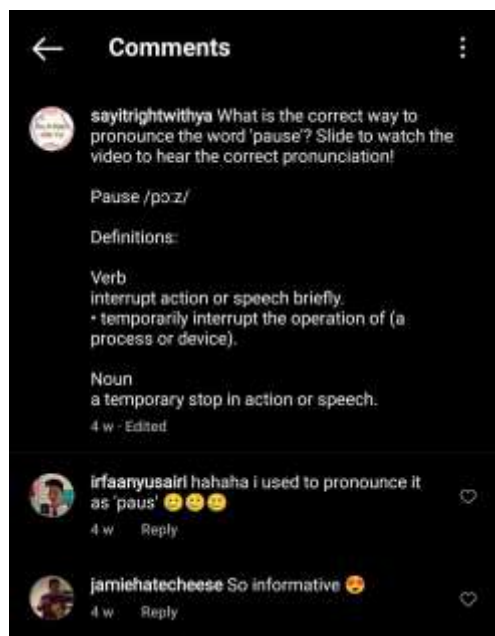 Comments
sayitrightwithya What is the correct way to
pronounce the word 'pause'? Slide to watch the
video to hear the correct pronunciation!
Pause /pɔːz/
Definitions:
Verb
interrupt action or speech briefly.
• temporarily interrupt the operation of (a
process or device).
Noun
a temporary stop in action or speech.
4 w · Edited
irfaanyusairi hahaha i used to pronounce it
as 'paus' 🥲🥲🥲
4 w Reply
jamiehatecheese So informative 😍
4 w Reply